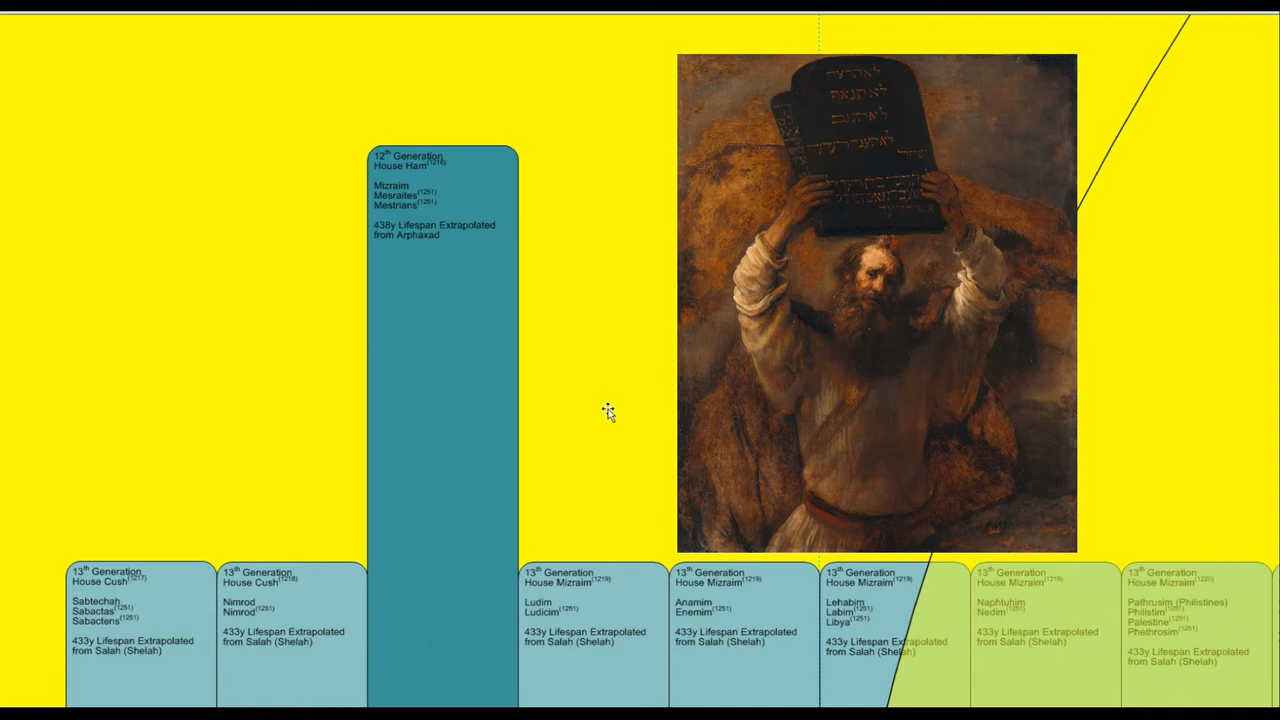 12th Generation
House Ham(1216)
Mizraim
Mesraites(1251)
Mestrians(1251)
438y Lifespan Extrapolated
from Arphaxad
13th Generation
House Cush(1217)
Sabtechah
Sabactas(1251)
Sabactens(1251)
433y Lifespan Extrapolated
from Salah (Shelah)
13th Generation
House Cush(1218)
Nimrod
Nimrod(1251)
433y Lifespan Extrapolated
from Salah (Shelah)
13th Generation
House Mizraim(1219)
Ludim
Ludicim(1251)
433y Lifespan Extrapolated
from Salah (Shelah)
13th Generation
House Mizraim(1219)
Anamim
Enemim(1251)
433y Lifespan Extrapolated
from Salah (Shelah)
13th Generation
House Mizraim(1219)
Lehabim
Labim(1251)
Libya(1251)
433y Lifespan Extrapolated
from Salah (Shelah)
13th Generation
House Mizraim(1219)
Naphtuhim
Nedim(1251)
433y Lifespan Extrapolated
from Salah (Shelah)
13th Generation
House Mizraim(1220)
Pathrusim (Philistines)
Philistim(1251)
Palestine(1251)
Phethrosim(1251)
433y Lifespan Extrapolated
from Salah (Shelah)